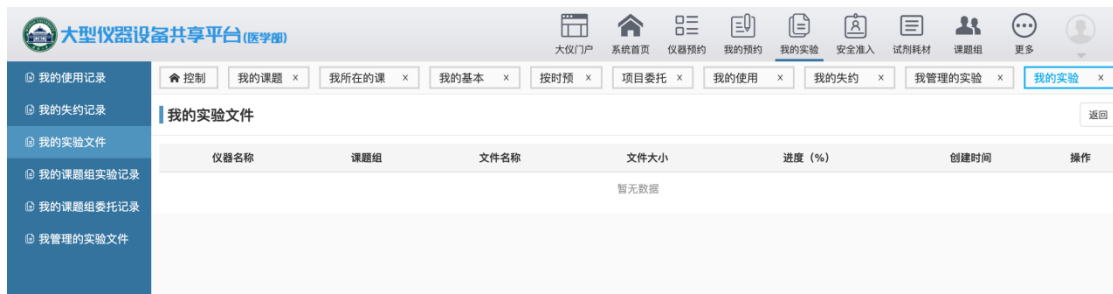 大型仪器设备共享平台(医学部)
大仪门户 系统首页 仪器预约 我的预约 我的实验 安全准入 试剂耗材 课题组 更多
我的使用记录
我的失约记录
我的实验文件
我的课题组实验记录
我的课题组委托记录
我管理的实验文件
控制 我的课题 × 我所在的课 × 我的基本 × 按时预 × 项目委托 × 我的使用 × 我的失约 × 我管理的实验 × 我的实验 ×
我的实验文件 返回
仪器名称 课题组 文件名称 文件大小 进度（%） 创建时间 操作
暂无数据